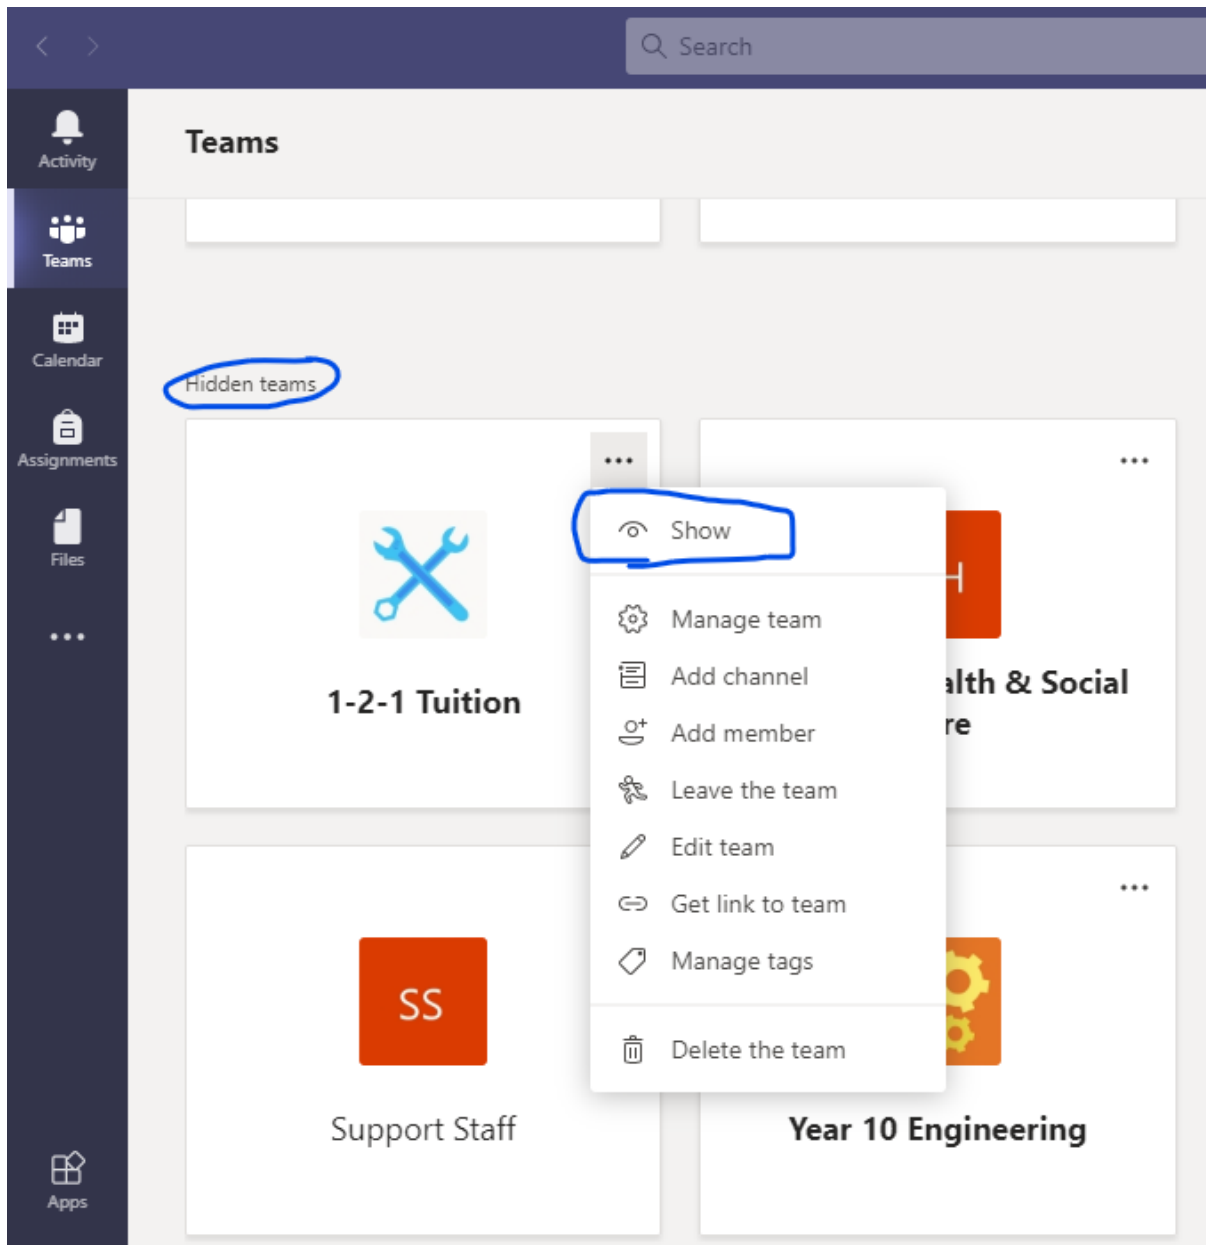 Search
Activity
Teams
Calendar
Assignments
Files
Apps
Teams
Hidden teams
1-2-1 Tuition
Show
Manage team
Add channel
Add member
Leave the team
Edit team
Get link to team
Manage tags
Delete the team
H
& Social
SS
Support Staff
Year 10 Engineering